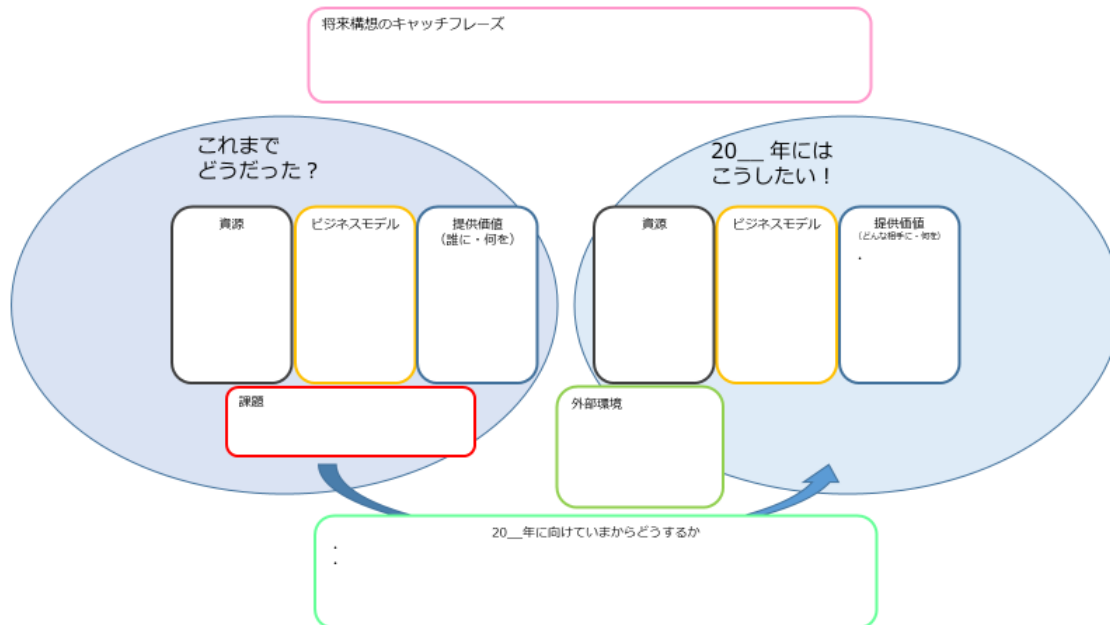 将来構想のキャッチフレーズ
これまで
どうだった？
資源
ビジネスモデル
提供価値
（誰に・何を）
課題
20__ 年には
こうしたい！
資源
ビジネスモデル
提供価値
（どんな相手に・何を）
・
外部環境
20__年に向けていまからどうするか
・
・